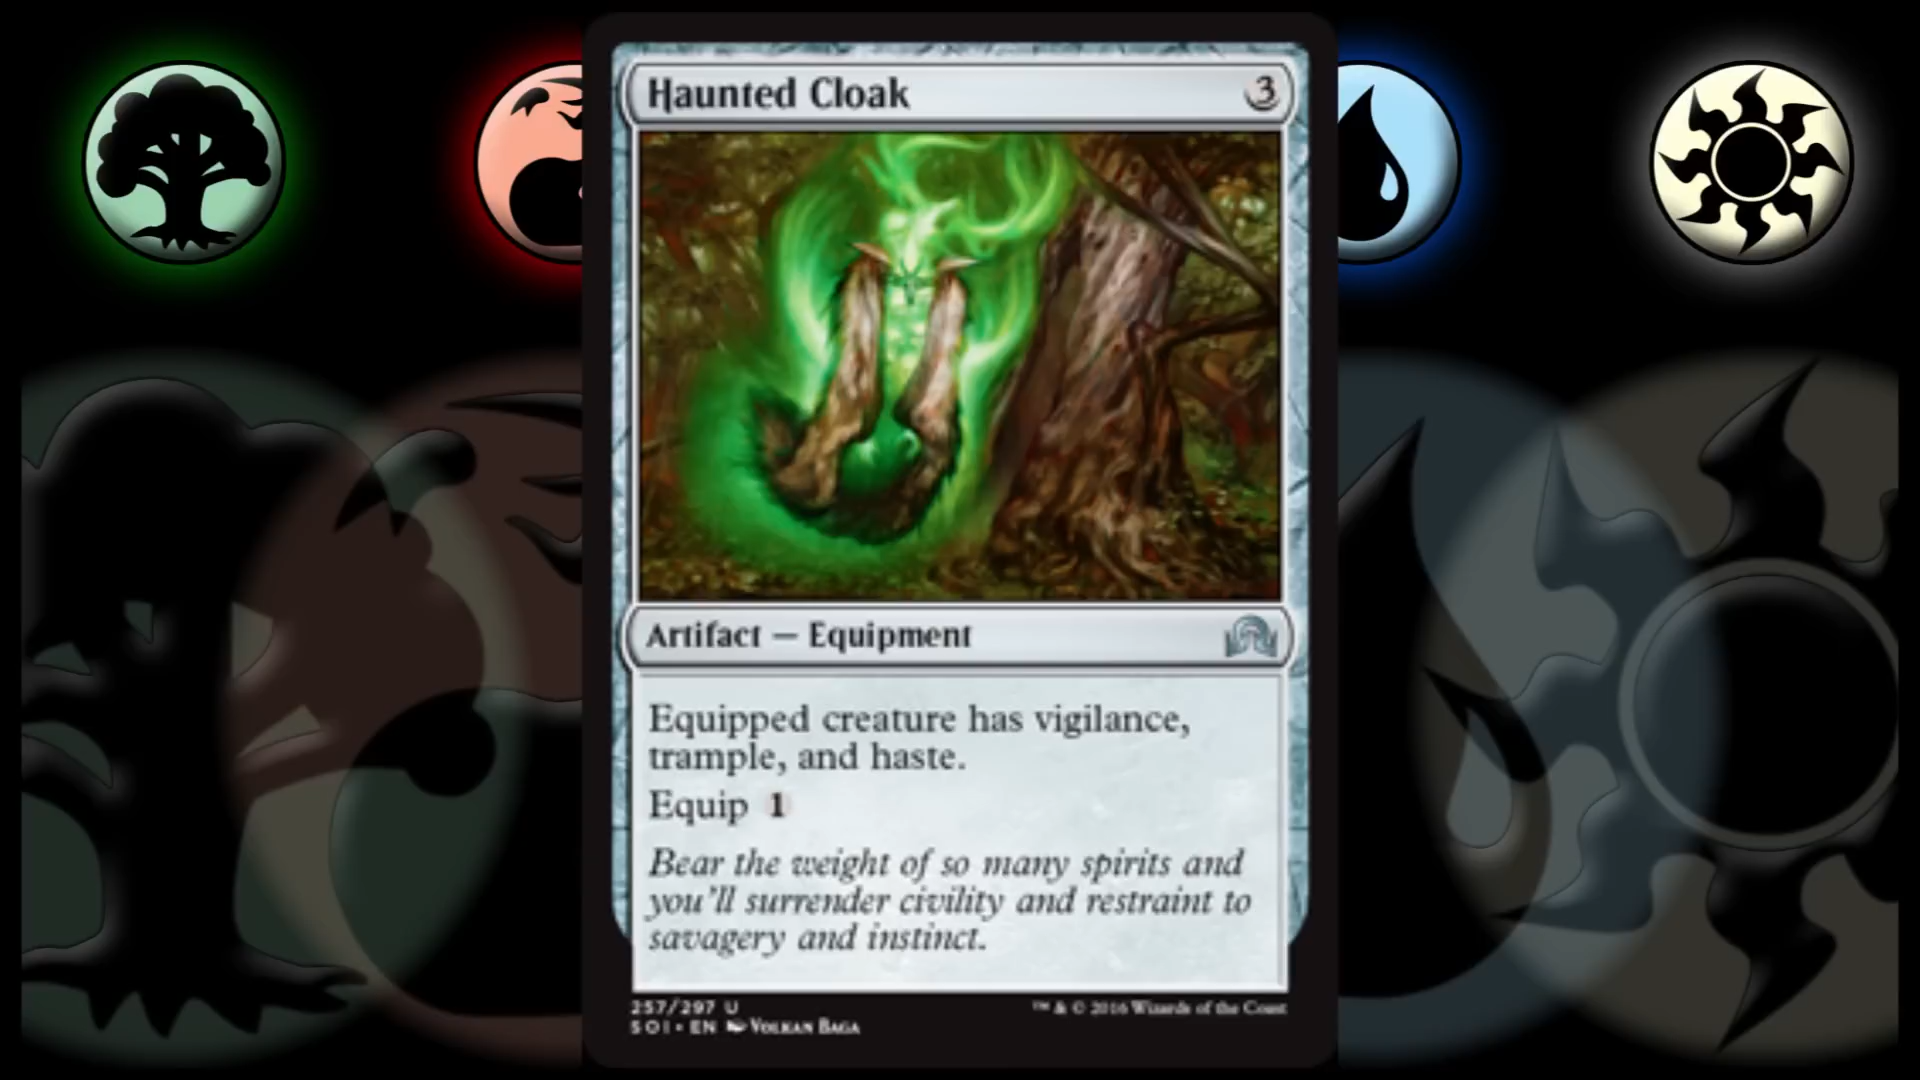 Haunted Cloak 3
Artifact — Equipment
Equipped creature has vigilance,
trample, and haste.
Equip 1
Bear the weight of so many spirits and
you'll surrender civility and restraint to
savagery and instinct.
257/297 U
SOI • EN Volkan Baga
™ & © 2016 Wizards of the Coast